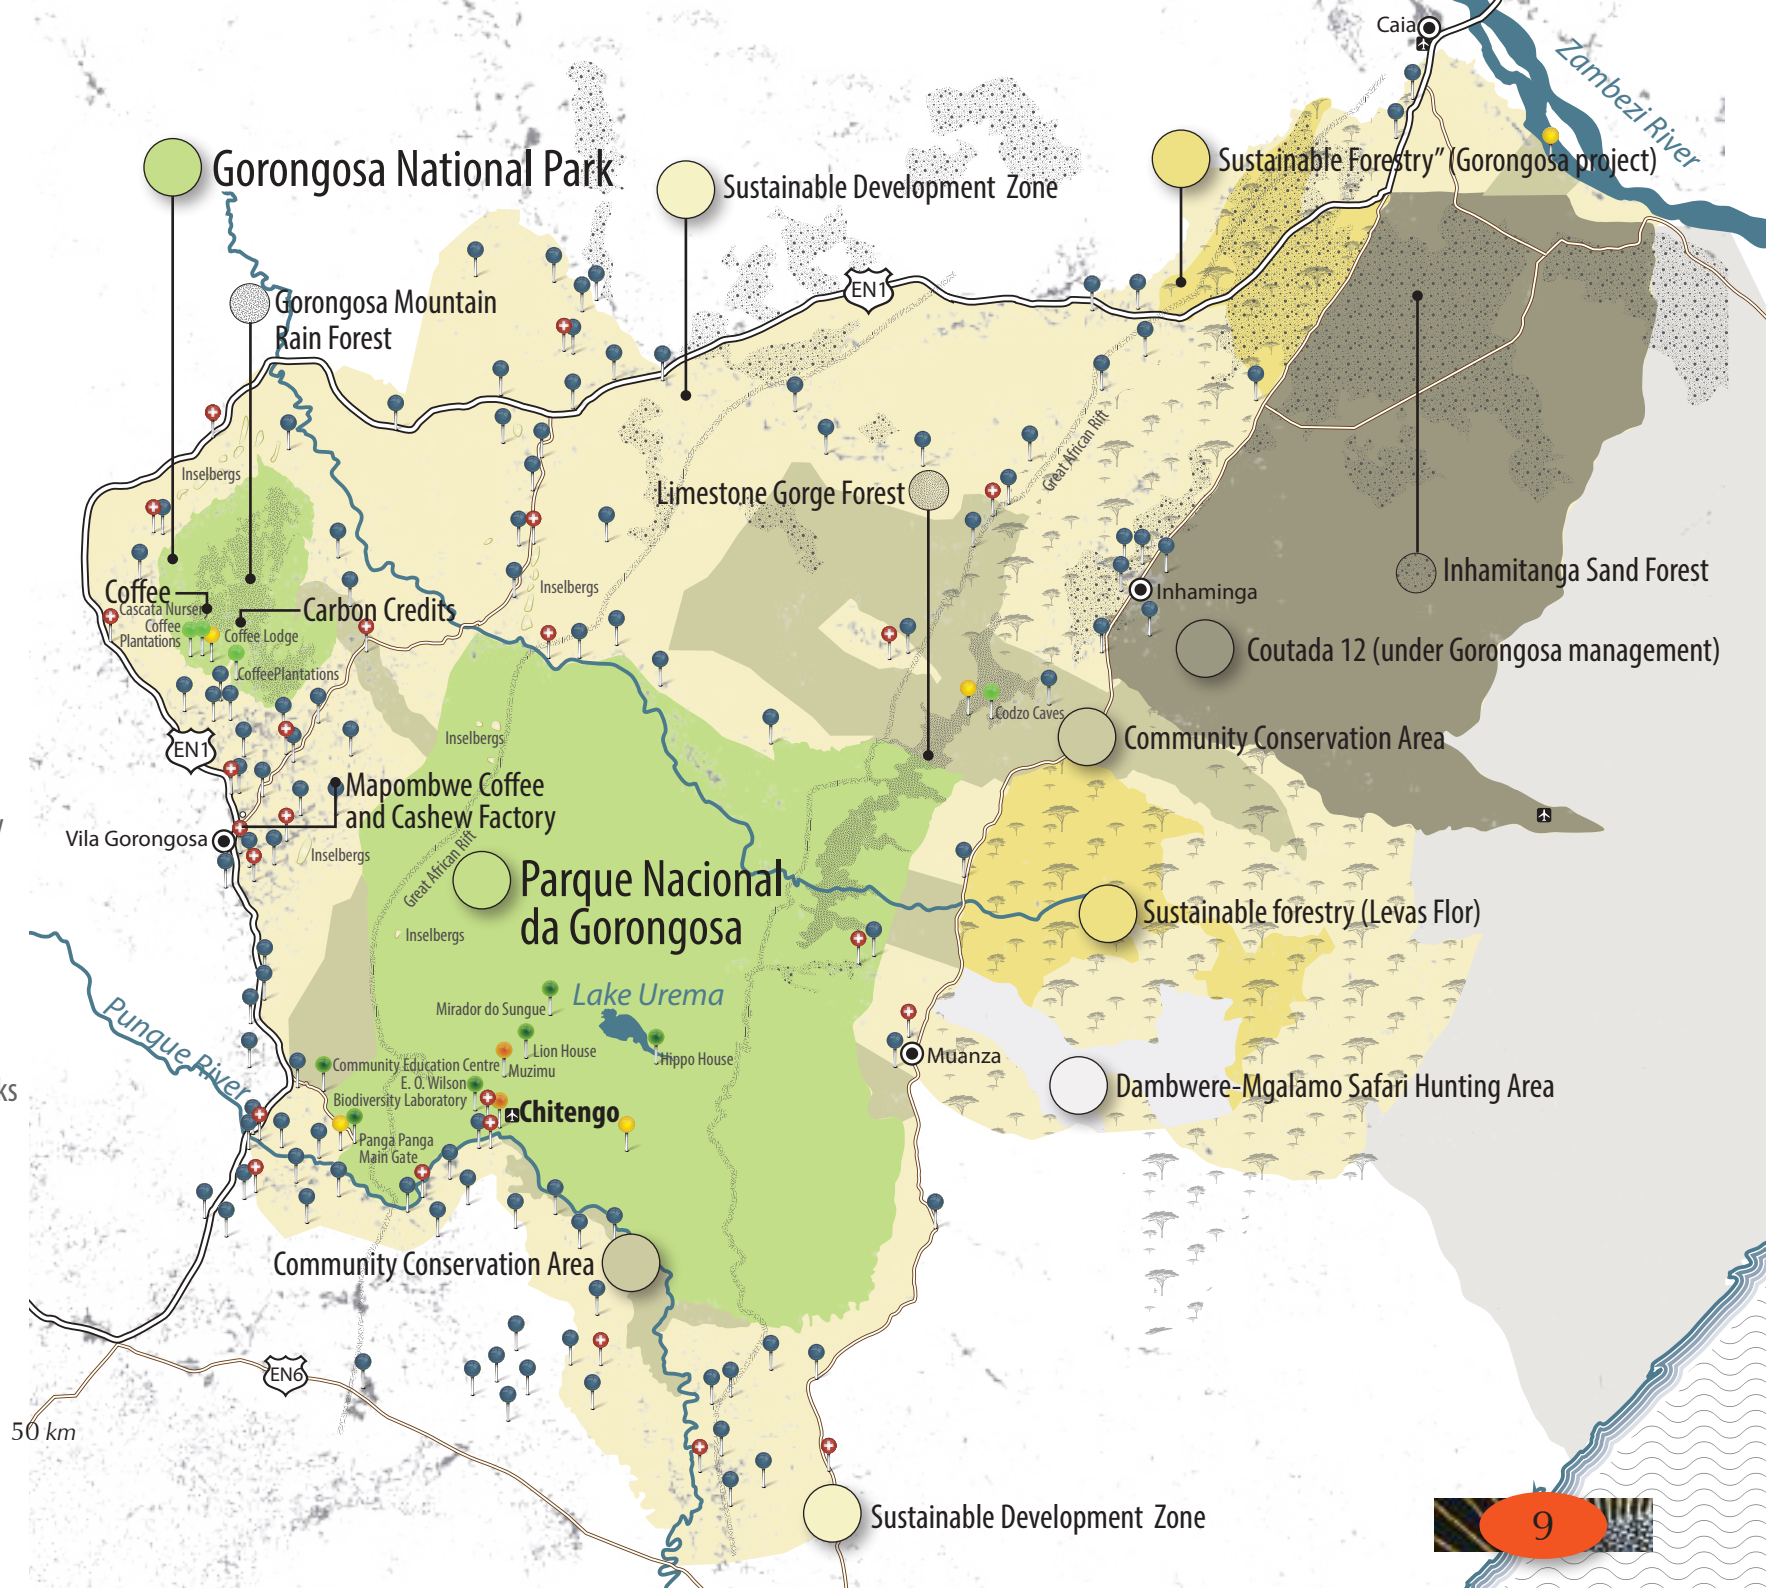 Caia
Zambezi River
Gorongosa National Park
Sustainable Development Zone
Sustainable Forestry” (Gorongosa project)
EN1
Gorongosa Mountain
Rain Forest
Great African Rift
Inselbergs
Limestone Gorge Forest
Inhamitanga Sand Forest
Inselbergs
Coffee
Cascata Nurser
Coffee
Plantations
Carbon Credits
Coffee Lodge
CoffeePlantations
Inhaminga
Coutada 12 (under Gorongosa management)
Codzo Caves
Community Conservation Area
Inselbergs
EN1
Mapombwe Coffee
and Cashew Factory
Vila Gorongosa
Inselbergs
Great African Rift
Parque Nacional
da Gorongosa
Inselbergs
Sustainable forestry (Levas Flor)
Lake Urema
Mirador do Sungue
Lion House
Hippo House
Muzimu
Punque River
Community Education Centre
E. O. Wilson
Biodiversity Laboratory
Chitengo
Panga Panga
Main Gate
Muanza
Dambwere-Mgalamo Safari Hunting Area
ks
Community Conservation Area
EN6
50 km
Sustainable Development Zone
9